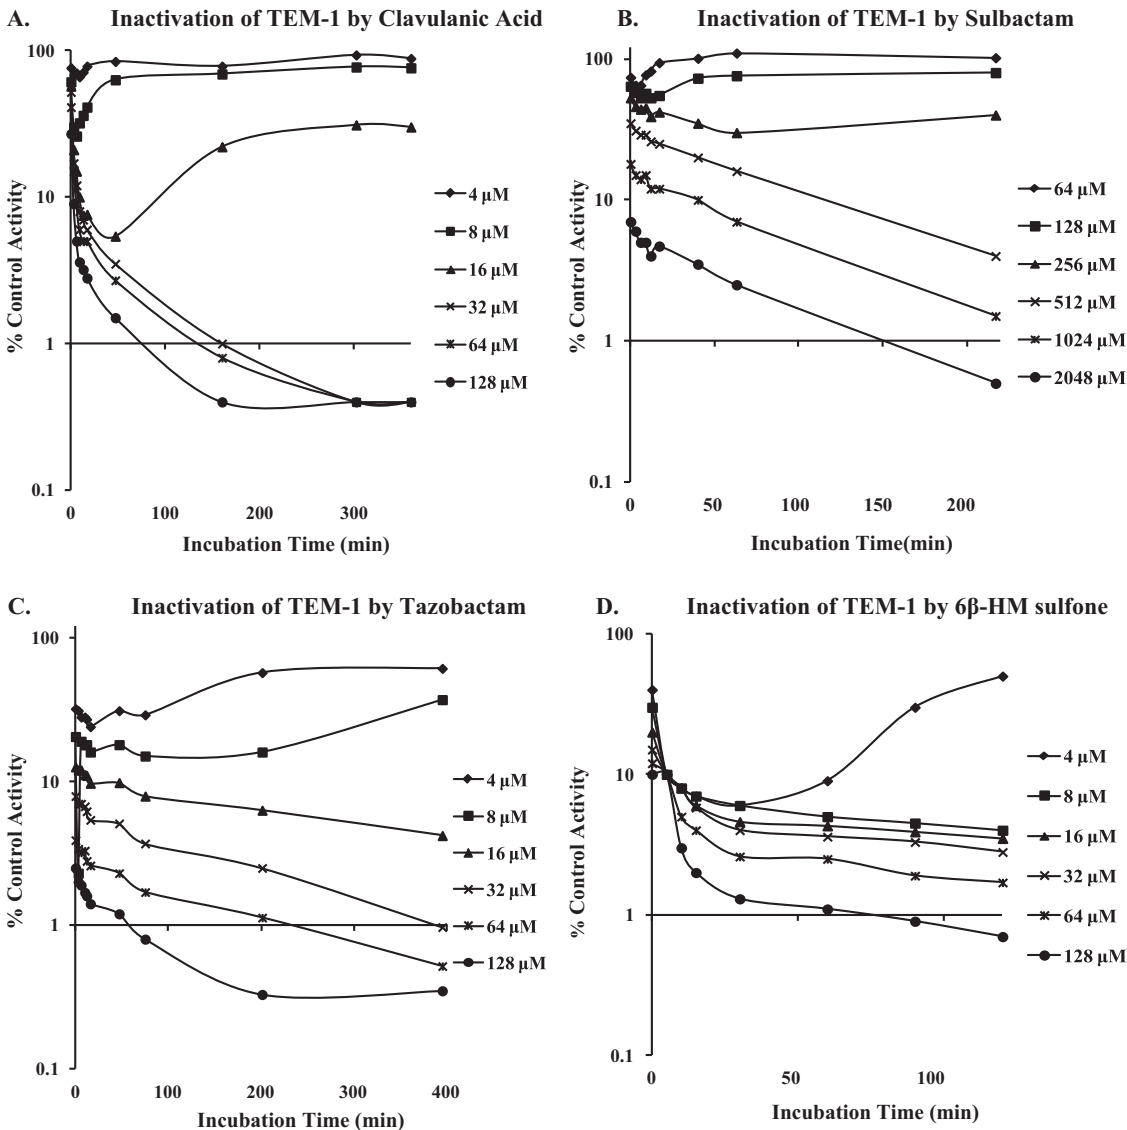 A. Inactivation of TEM-1 by Clavulanic Acid
100
10
1
0.1
% Control Activity
0 100 200 300
Incubation Time (min)
4 µM
8 µM
16 µM
32 µM
64 µM
128 µM
B. Inactivation of TEM-1 by Sulbactam
100
10
1
0.1
% Control Activity
0 50 100 150 200
Incubation Time(min)
64 µM
128 µM
256 µM
512 µM
1024 µM
2048 µM
C. Inactivation of TEM-1 by Tazobactam
100
10
1
0.1
% Control Activity
0 100 200 300 400
Incubation Time (min)
4 µM
8 µM
16 µM
32 µM
64 µM
128 µM
D. Inactivation of TEM-1 by 6β-HM sulfone
100
10
1
0.1
% Control Activity
0 50 100
Incubation Time (min)
4 µM
8 µM
16 µM
32 µM
64 µM
128 µM